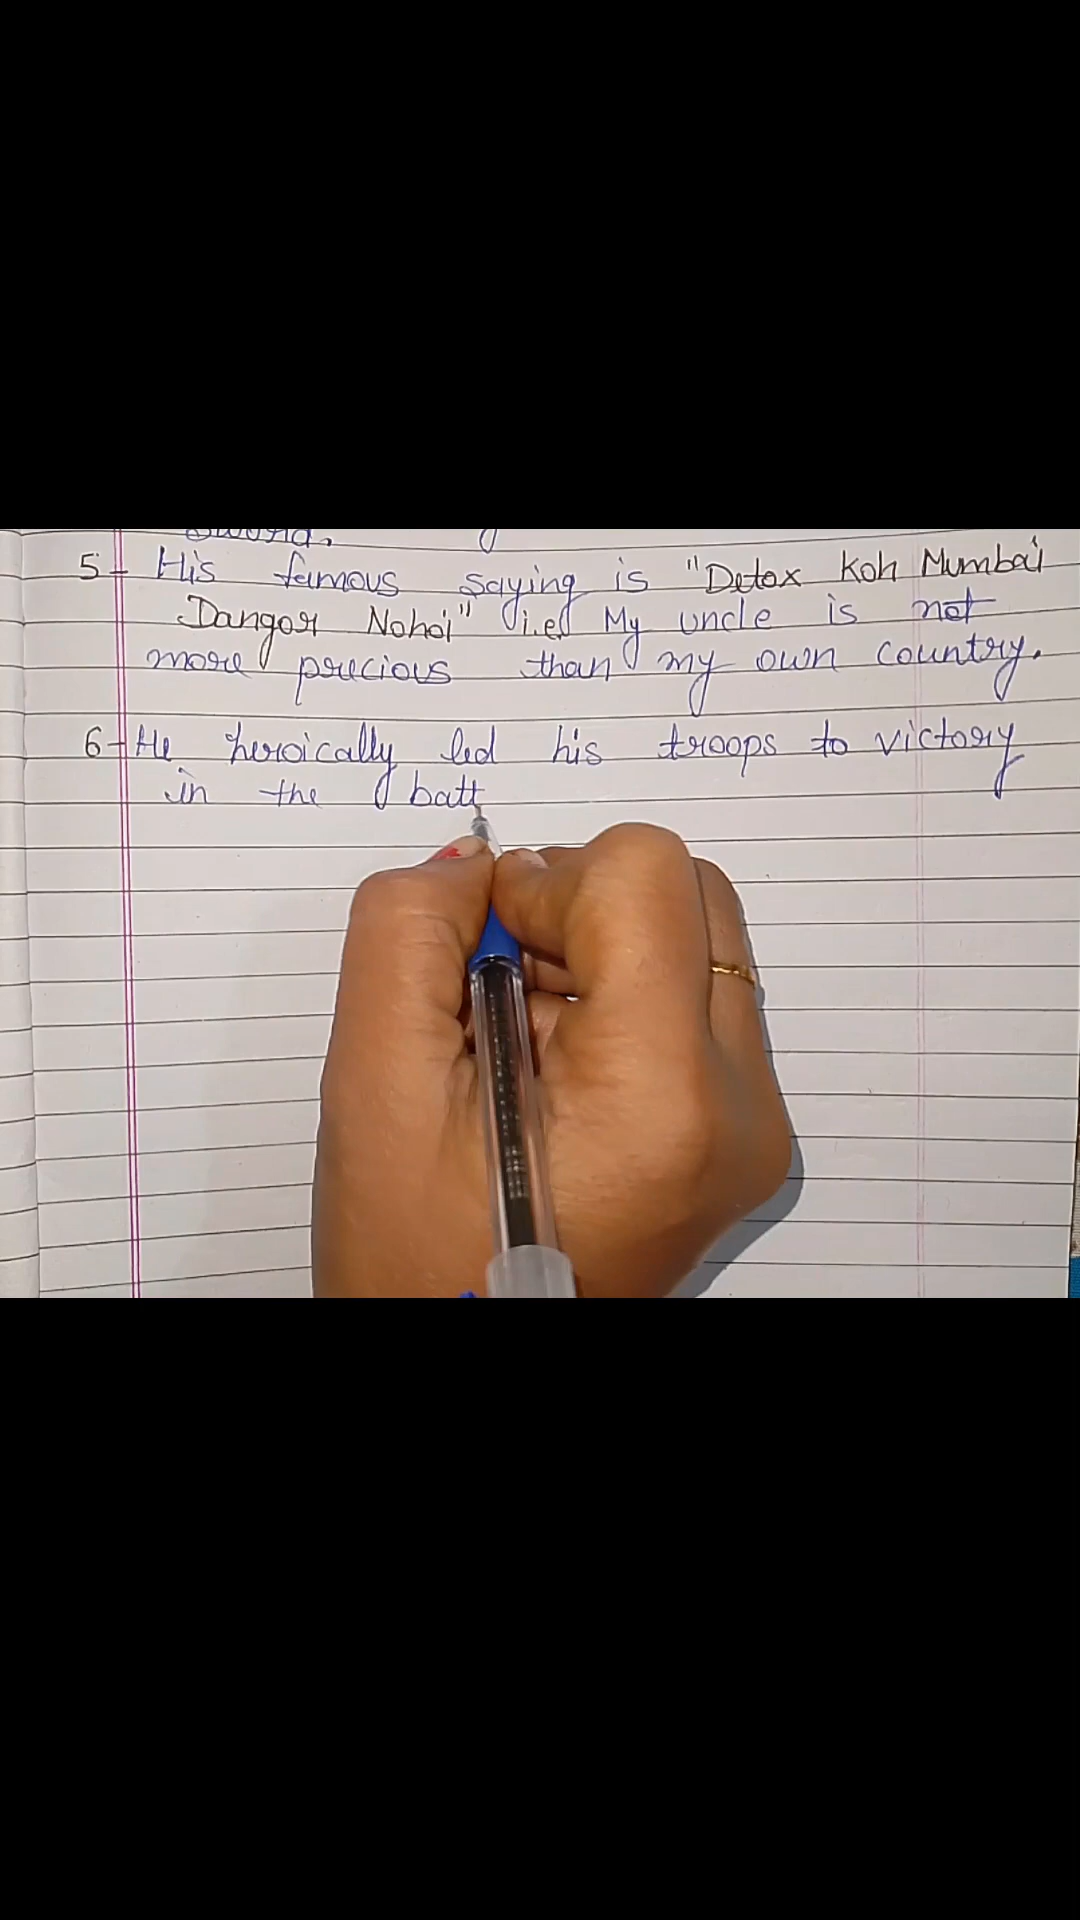 5- His famous saying is "Detox Koh Mumbai
Dangor Nohoi" i.e. My uncle is not
more precious than my own country.
6- He heroically led his troops to victory
in the batt